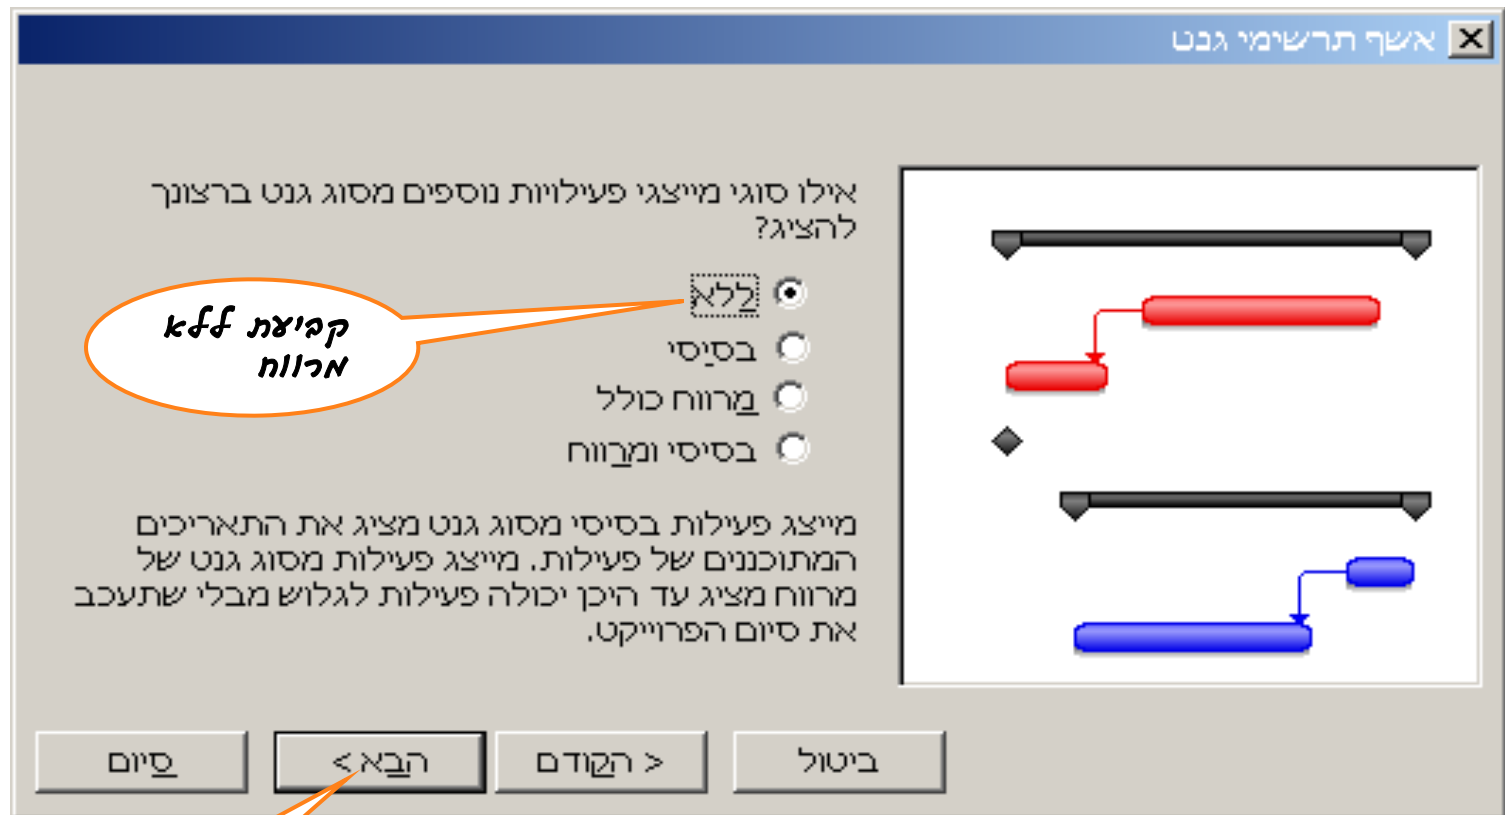 אשף תרשימי גנט
אילו סוגי מייצגי פעילויות נוספים מסוג גנט ברצונך
להציג?
ללא
בסיסי
מרווח כולל
בסיסי ומרווח
קביעת ללא
מרווח
מייצג פעילות בסיסי מסוג גנט מציג את התאריכים
המתוכננים של פעילות. מייצג פעילות מסוג גנט של
מרווח מציג עד היכן יכולה פעילות לגלוש מבלי שתעכב
את סיום הפרוייקט.
ביטול
< הקודם
הבא >
סיום